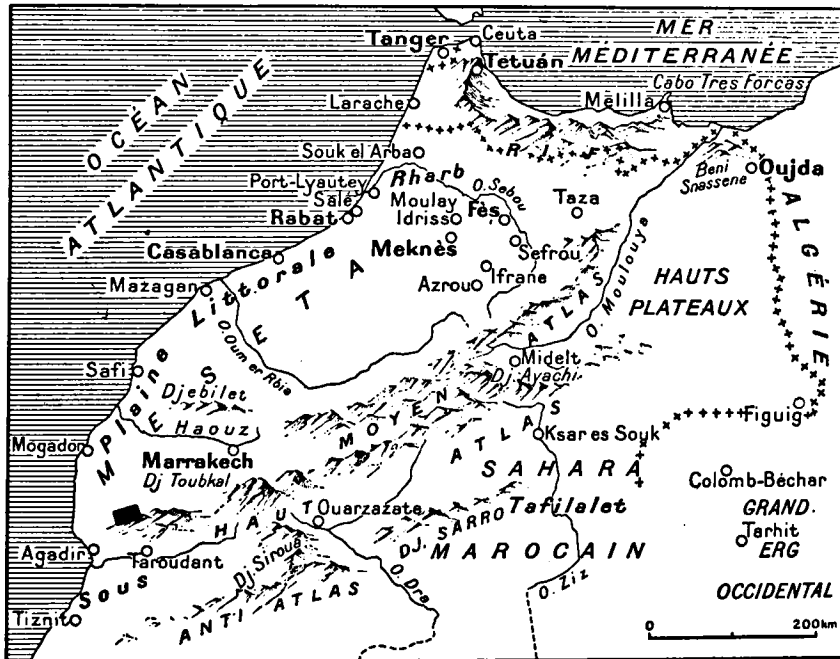 MER
MÉDITERRANÉE
Ceuta
Tanger
Tetuán
Cabo Tres Forcas
Melilla
Larache
OCÉAN
ATLANTIQUE
RIF
Souk el Arba
Beni
Snassene
Oujda
Rharb
O. Sebou
Port-Lyautey
Salé
Rabat
Moulay
Idriss
Fès
Taza
ALGÉRIE
Casablanca
Meknès
Sefrou
Ifrane
Azrou
O. Moulouya
HAUTS
PLATEAUX
Mazagan
Plaine Littorale
MESETA
O. Oum er Rbia
MOYEN ATLAS
Midelt
Dj. Ayachi
Safi
Djebilet
Haouz
Figuig
Mogador
Marrakech
Dj Toubkal
HAUT ATLAS
Ksar es Souk
SAHARA
MAROCAIN
Colomb-Béchar
Tafilalet
GRAND
ERG
OCCIDENTAL
Tarhit
Ouarzazate
DJ. SARRO
Agadir
Taroudant
Dj Siroua
Sous
O. Dra
O. Ziz
Tiznit
ANTI ATLAS
0 200km